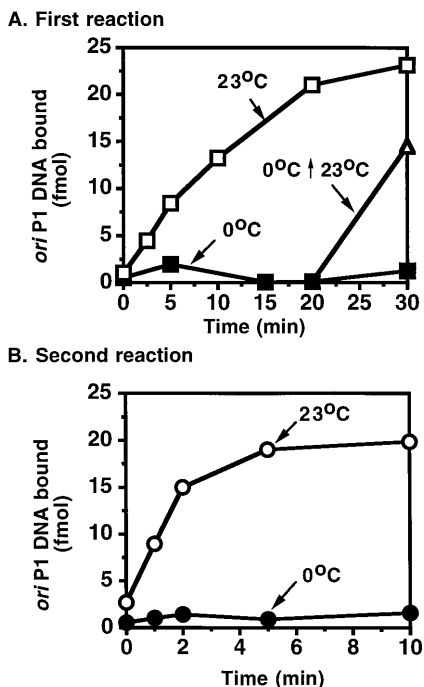 A. First reaction
25
20
15
10
5
0
ori P1 DNA bound
(fmol)
23°C
0°C ↑ 23°C
0°C
0 5 10 15 20 25 30
Time (min)
B. Second reaction
25
20
15
10
5
0
ori P1 DNA bound
(fmol)
23°C
0°C
0 2 4 6 8 10
Time (min)